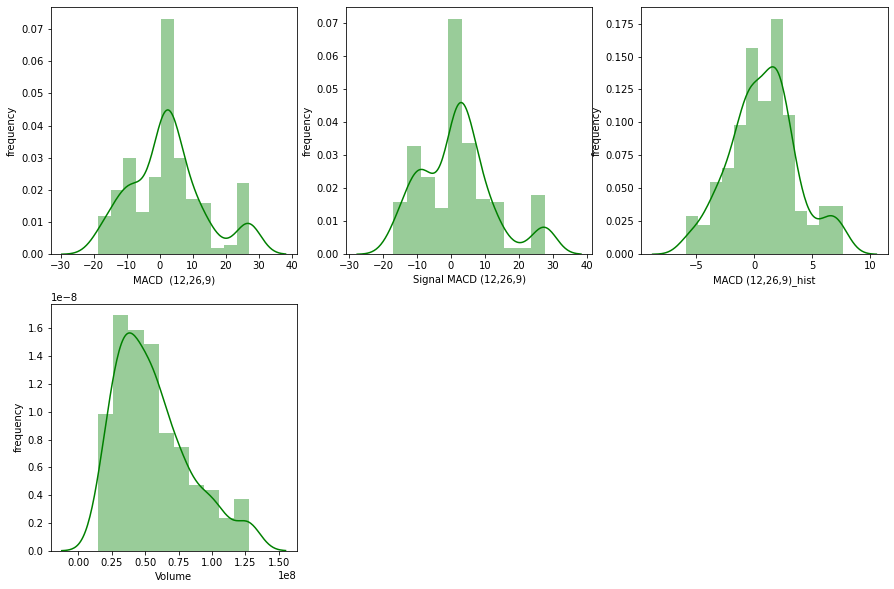 0.07
0.06
0.05
0.04
0.03
0.02
0.01
0.00
frequency
−30 −20 −10 0 10 20 30 40
MACD  (12,26,9)
0.07
0.06
0.05
0.04
0.03
0.02
0.01
0.00
frequency
−30 −20 −10 0 10 20 30 40
Signal MACD (12,26,9)
0.175
0.150
0.125
0.100
0.075
0.050
0.025
0.000
frequency
−5 0 5 10
MACD (12,26,9)_hist
1e−8
1.6
1.4
1.2
1.0
0.8
0.6
0.4
0.2
0.0
frequency
0.00 0.25 0.50 0.75 1.00 1.25 1.50
Volume
1e8